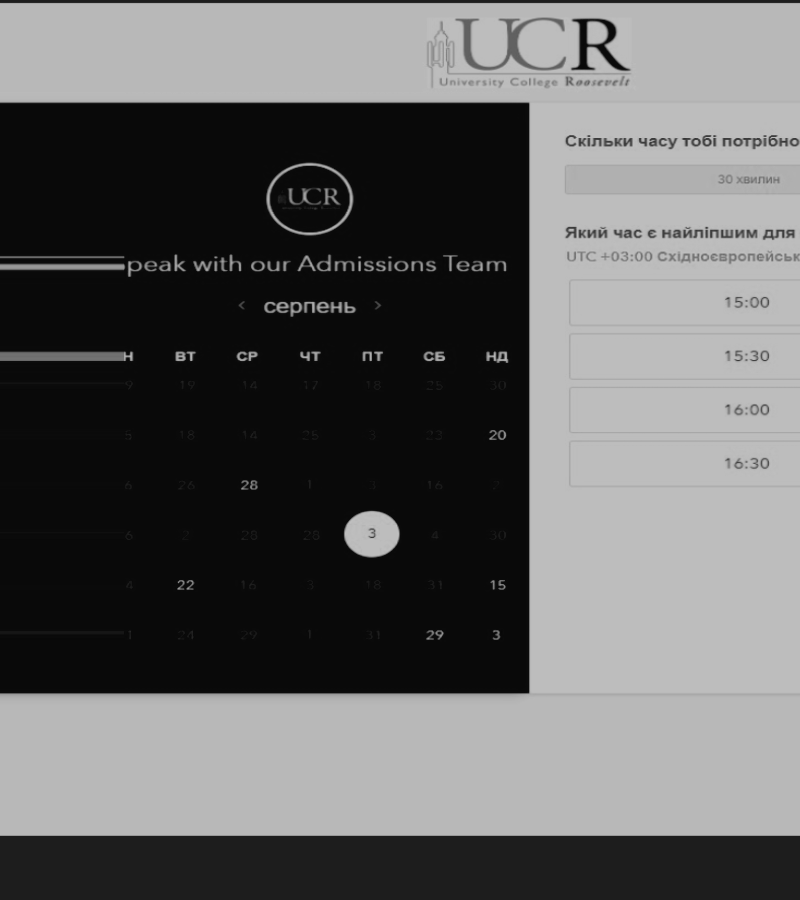 UCR
University College Roosevelt
UCR
peak with our Admissions Team
< серпень >
Н ВТ СР ЧТ ПТ СБ НД
9 19 14 17 18 25 30
5 18 14 25 3 22 20
6 26 28 1 3 16 2
6 2 28 28 3 4 30
4 22 16 3 18 31 15
1 24 29 1 31 29 3
Скільки часу тобі потрібно
30 хвилин
Який час є найліпшим для
UTC +03:00 Східноєвропейськ
15:00
15:30
16:00
16:30